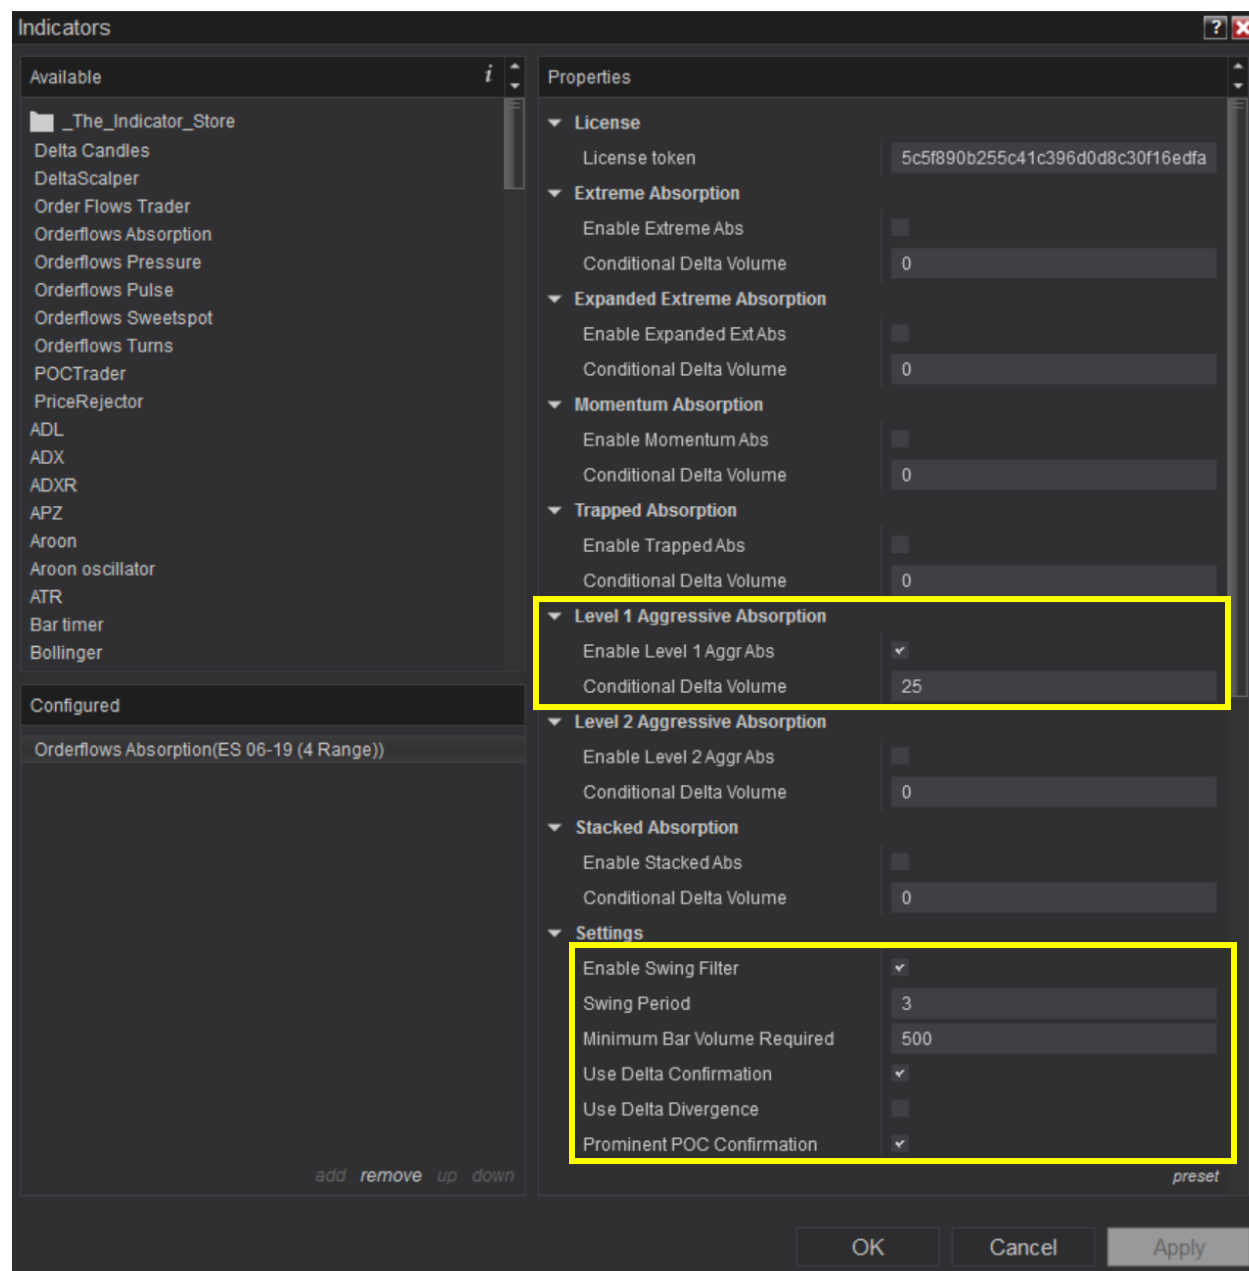 Indicators
?
Available
i
_The_Indicator_Store
Delta Candles
DeltaScalper
Order Flows Trader
Orderflows Absorption
Orderflows Pressure
Orderflows Pulse
Orderflows Sweetspot
Orderflows Turns
POCTrader
PriceRejector
ADL
ADX
ADXR
APZ
Aroon
Aroon oscillator
ATR
Bar timer
Bollinger
Configured
Orderflows Absorption(ES 06-19 (4 Range))
add remove up down
Properties
License
License token 5c5f890b255c41c396d0d8c30f16edfa
Extreme Absorption
Enable Extreme Abs
Conditional Delta Volume 0
Expanded Extreme Absorption
Enable Expanded Ext Abs
Conditional Delta Volume 0
Momentum Absorption
Enable Momentum Abs
Conditional Delta Volume 0
Trapped Absorption
Enable Trapped Abs
Conditional Delta Volume 0
Level 1 Aggressive Absorption
Enable Level 1 Aggr Abs
Conditional Delta Volume 25
Level 2 Aggressive Absorption
Enable Level 2 Aggr Abs
Conditional Delta Volume 0
Stacked Absorption
Enable Stacked Abs
Conditional Delta Volume 0
Settings
Enable Swing Filter
Swing Period 3
Minimum Bar Volume Required 500
Use Delta Confirmation
Use Delta Divergence
Prominent POC Confirmation
preset
OK Cancel Apply